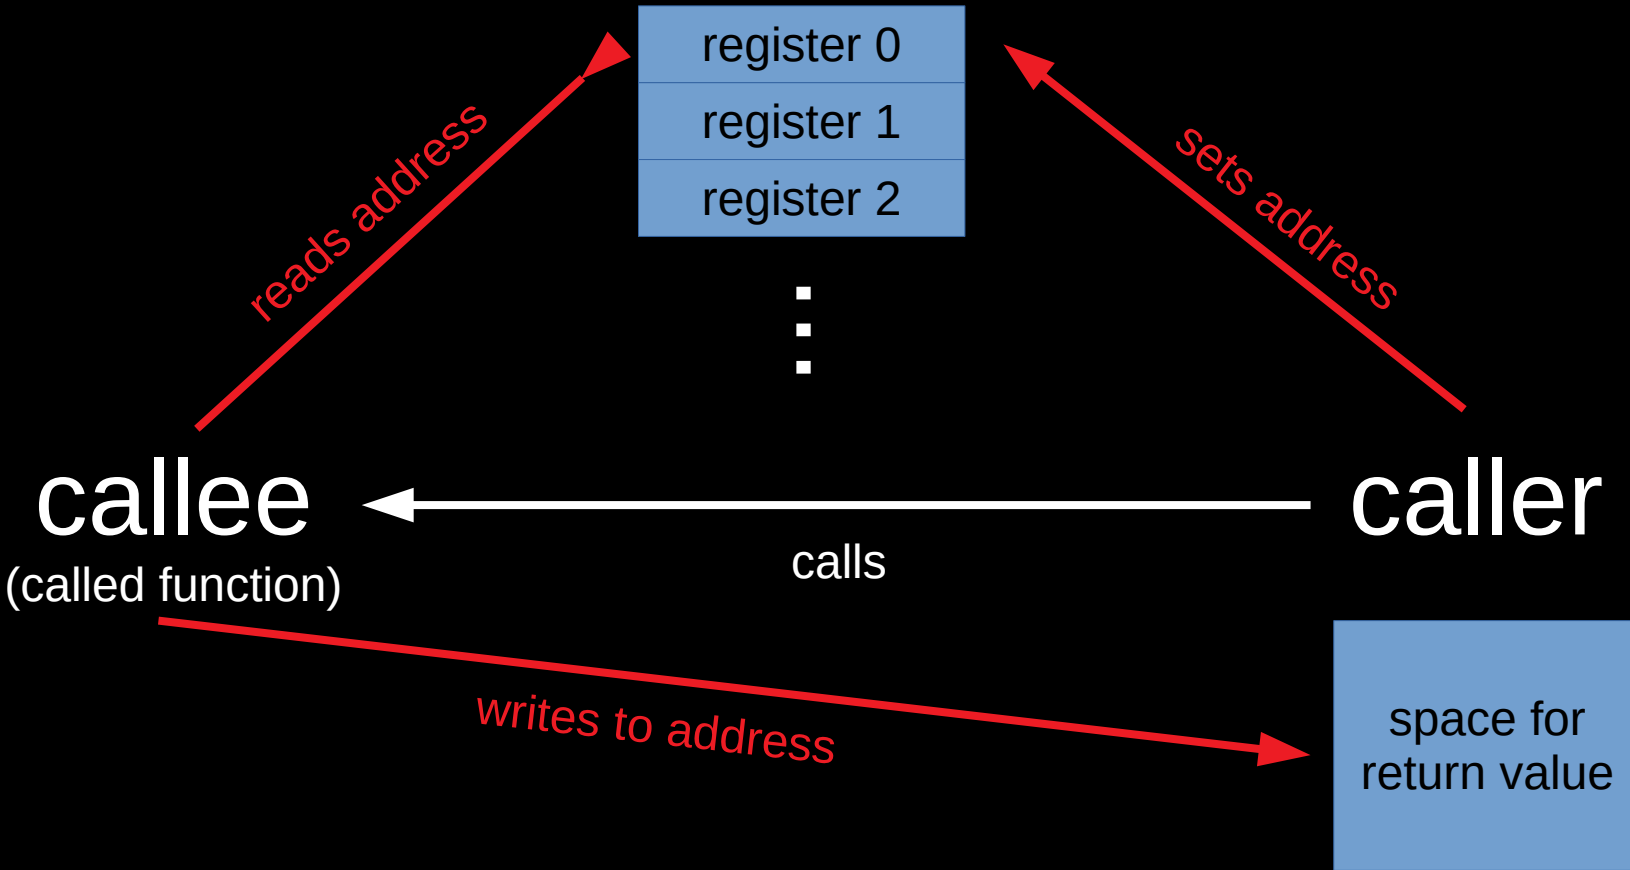 register 0
register 1
register 2
reads address
sets address
callee
(called function)
calls
caller
writes to address
space for
return value